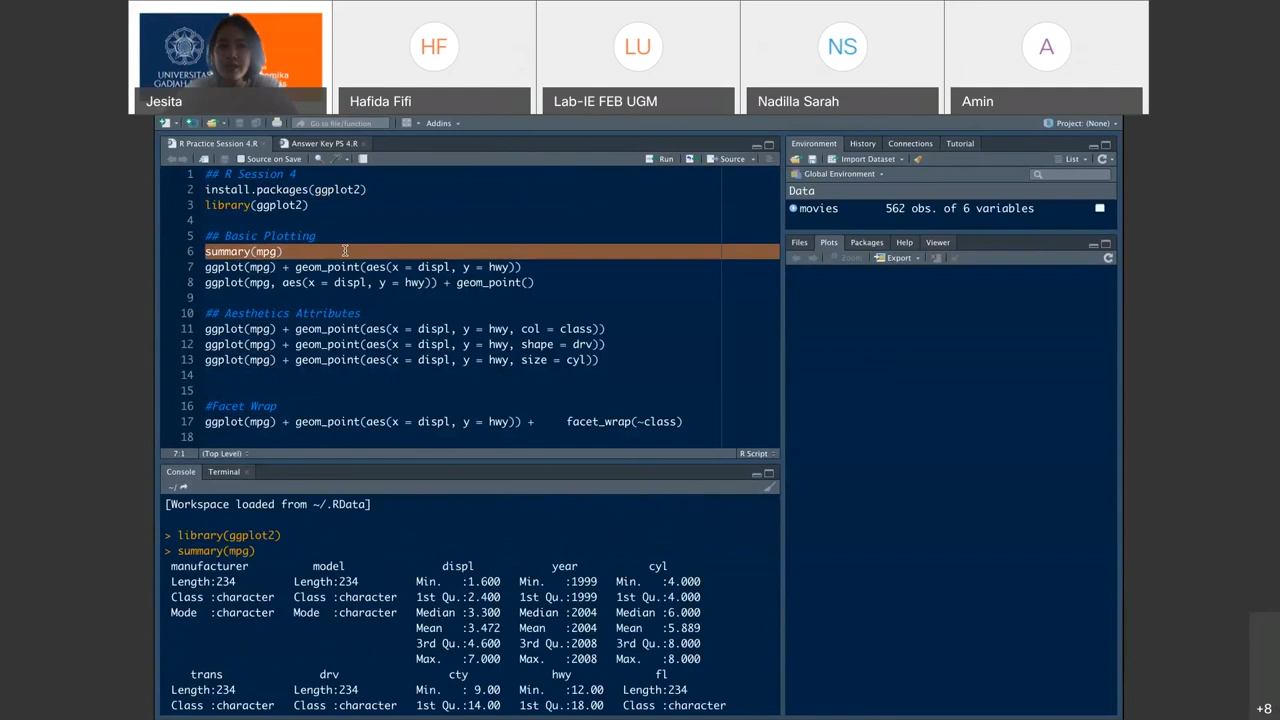 UNIVERSITAS
GADJAH
HF
LU
NS
A
Jesita
Hafida Fifi
Lab-IE FEB UGM
Nadilla Sarah
Amin
Go to file/function
Addins
Project: (None)
R Practice Session 4.R
Answer Key PS 4.R
Source on Save
Run
Source
1 ## R Session 4
2 install.packages(ggplot2)
3 library(ggplot2)
4
5 ## Basic Plotting
6 summary(mpg)
7 ggplot(mpg) + geom_point(aes(x = displ, y = hwy))
8 ggplot(mpg, aes(x = displ, y = hwy)) + geom_point()
9
10 ## Aesthetics Attributes
11 ggplot(mpg) + geom_point(aes(x = displ, y = hwy, col = class))
12 ggplot(mpg) + geom_point(aes(x = displ, y = hwy, shape = drv))
13 ggplot(mpg) + geom_point(aes(x = displ, y = hwy, size = cyl))
14
15
16 #Facet Wrap
17 ggplot(mpg) + geom_point(aes(x = displ, y = hwy)) + facet_wrap(~class)
18
7:1 (Top Level) R Script
Console Terminal
~/
[Workspace loaded from ~/.RData]
> library(ggplot2)
> summary(mpg)
manufacturer model displ year cyl
Length:234 Length:234 Min. :1.600 Min. :1999 Min. :4.000
Class :character Class :character 1st Qu.:2.400 1st Qu.:1999 1st Qu.:4.000
Mode :character Mode :character Median :3.300 Median :2004 Median :6.000
Mean :3.472 Mean :2004 Mean :5.889
3rd Qu.:4.600 3rd Qu.:2008 3rd Qu.:8.000
Max. :7.000 Max. :2008 Max. :8.000
trans drv cty hwy fl
Length:234 Length:234 Min. : 9.00 Min. :12.00 Length:234
Class :character Class :character 1st Qu.:14.00 1st Qu.:18.00 Class :character
Environment History Connections Tutorial
Import Dataset List
Global Environment
Data
movies 562 obs. of 6 variables
Files Plots Packages Help Viewer
Zoom Export
+8